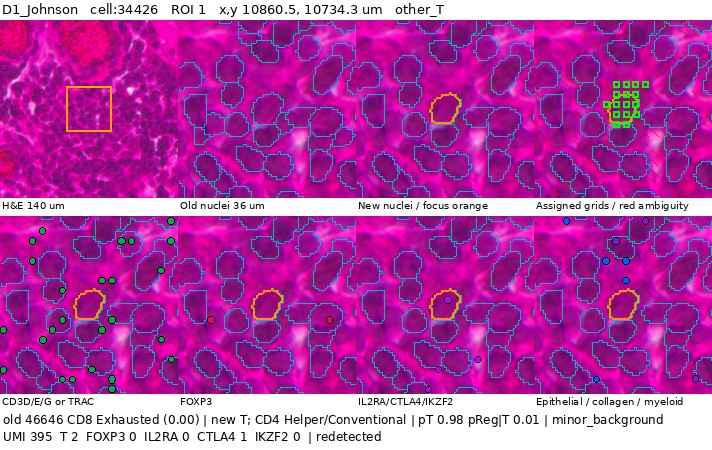 D1_Johnson cell:34426 ROI 1 x,y 10860.5, 10734.3 um other_T
H&E 140 um
Old nuclei 36 um
New nuclei / focus orange
Assigned grids / red ambiguity
CD3D/E/G or TRAC
FOXP3
IL2RA/CTLA4/IKZF2
Epithelial / collagen / myeloid
old 46646 CD8 Exhausted (0.00) | new T; CD4 Helper/Conventional | pT 0.98 pReg|T 0.01 | minor_background
UMI 395 T 2 FOXP3 0 IL2RA 0 CTLA4 1 IKZF2 0 | redetected